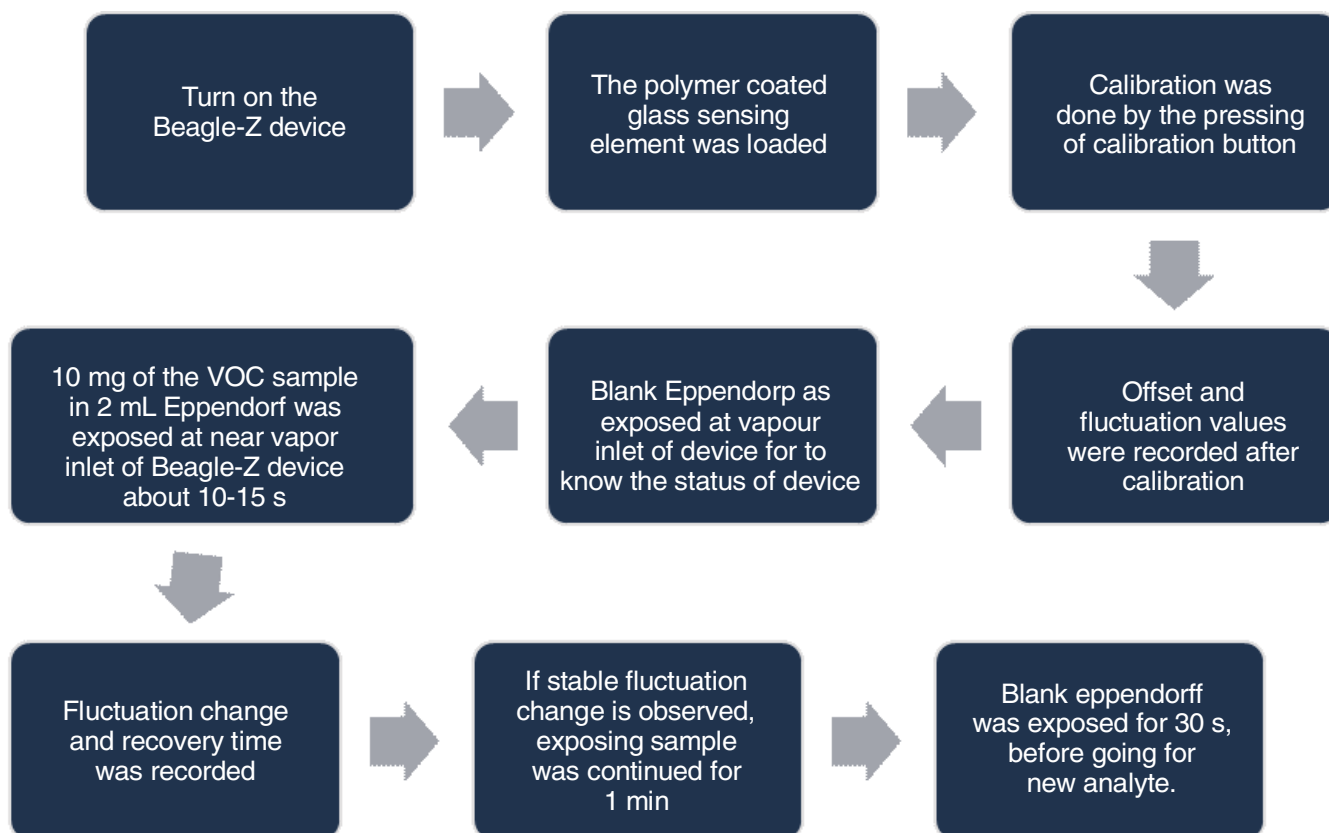 Turn on the
Beagle-Z device
The polymer coated
glass sensing
element was loaded
Calibration was
done by the pressing
of calibration button
Offset and
fluctuation values
were recorded after
calibration
Blank Eppendorp as
exposed at vapour
inlet of device for to
know the status of device
10 mg of the VOC sample
in 2 mL Eppendorf was
exposed at near vapor
inlet of Beagle-Z device
about 10-15 s
Fluctuation change
and recovery time
was recorded
If stable fluctuation
change is observed,
exposing sample
was continued for
1 min
Blank eppendorff
was exposed for 30 s,
before going for
new analyte.